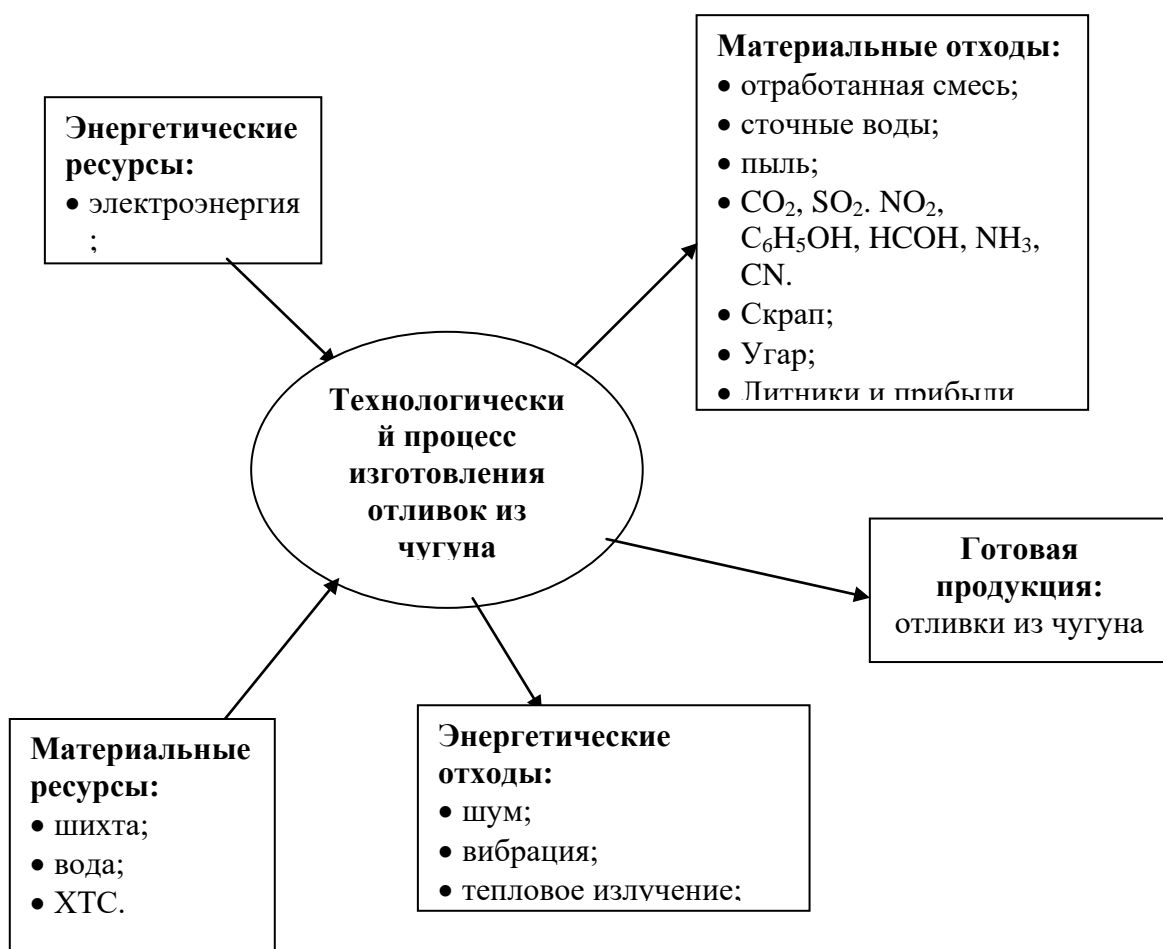 Энергетические
ресурсы:
• электроэнергия
;
Материальные отходы:
• отработанная смесь;
• сточные воды;
• пыль;
• CO₂, SO₂. NO₂,
C₆H₅OH, HCOH, NH₃,
CN.
• Скрап;
• Угар;
• Литники и прибыли
Технологически
й процесс
изготовления
отливок из
чугуна
Готовая
продукция:
отливки из чугуна
Материальные
ресурсы:
• шихта;
• вода;
• ХТС.
Энергетические
отходы:
• шум;
• вибрация;
• тепловое излучение;